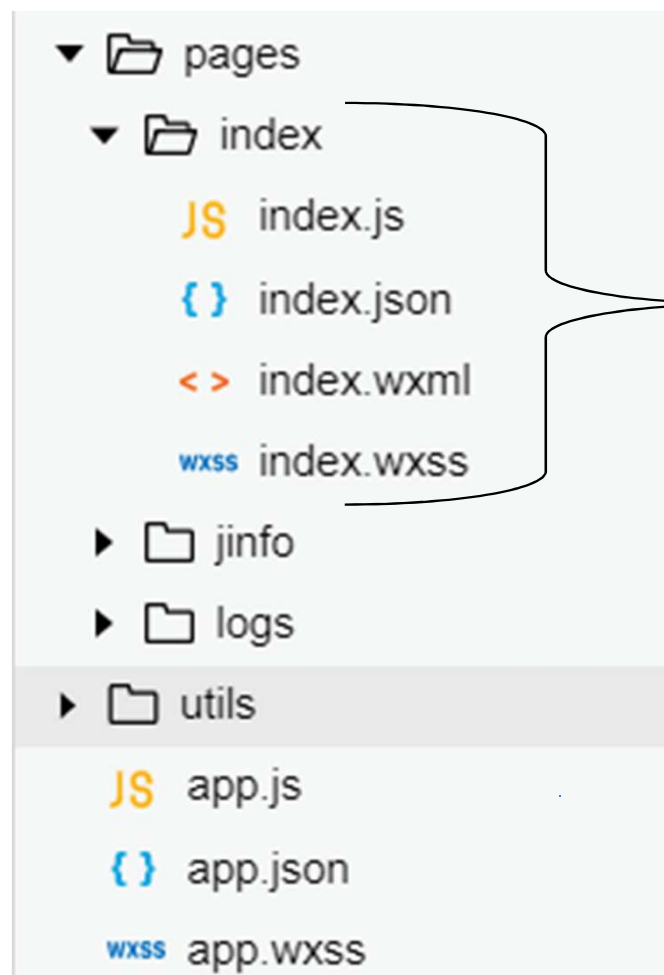 pages
index
JS index.js
{ } index.json
< > index.wxml
wxss index.wxss
jinfo
logs
utils
JS app.js
{ } app.json
wxss app.wxss